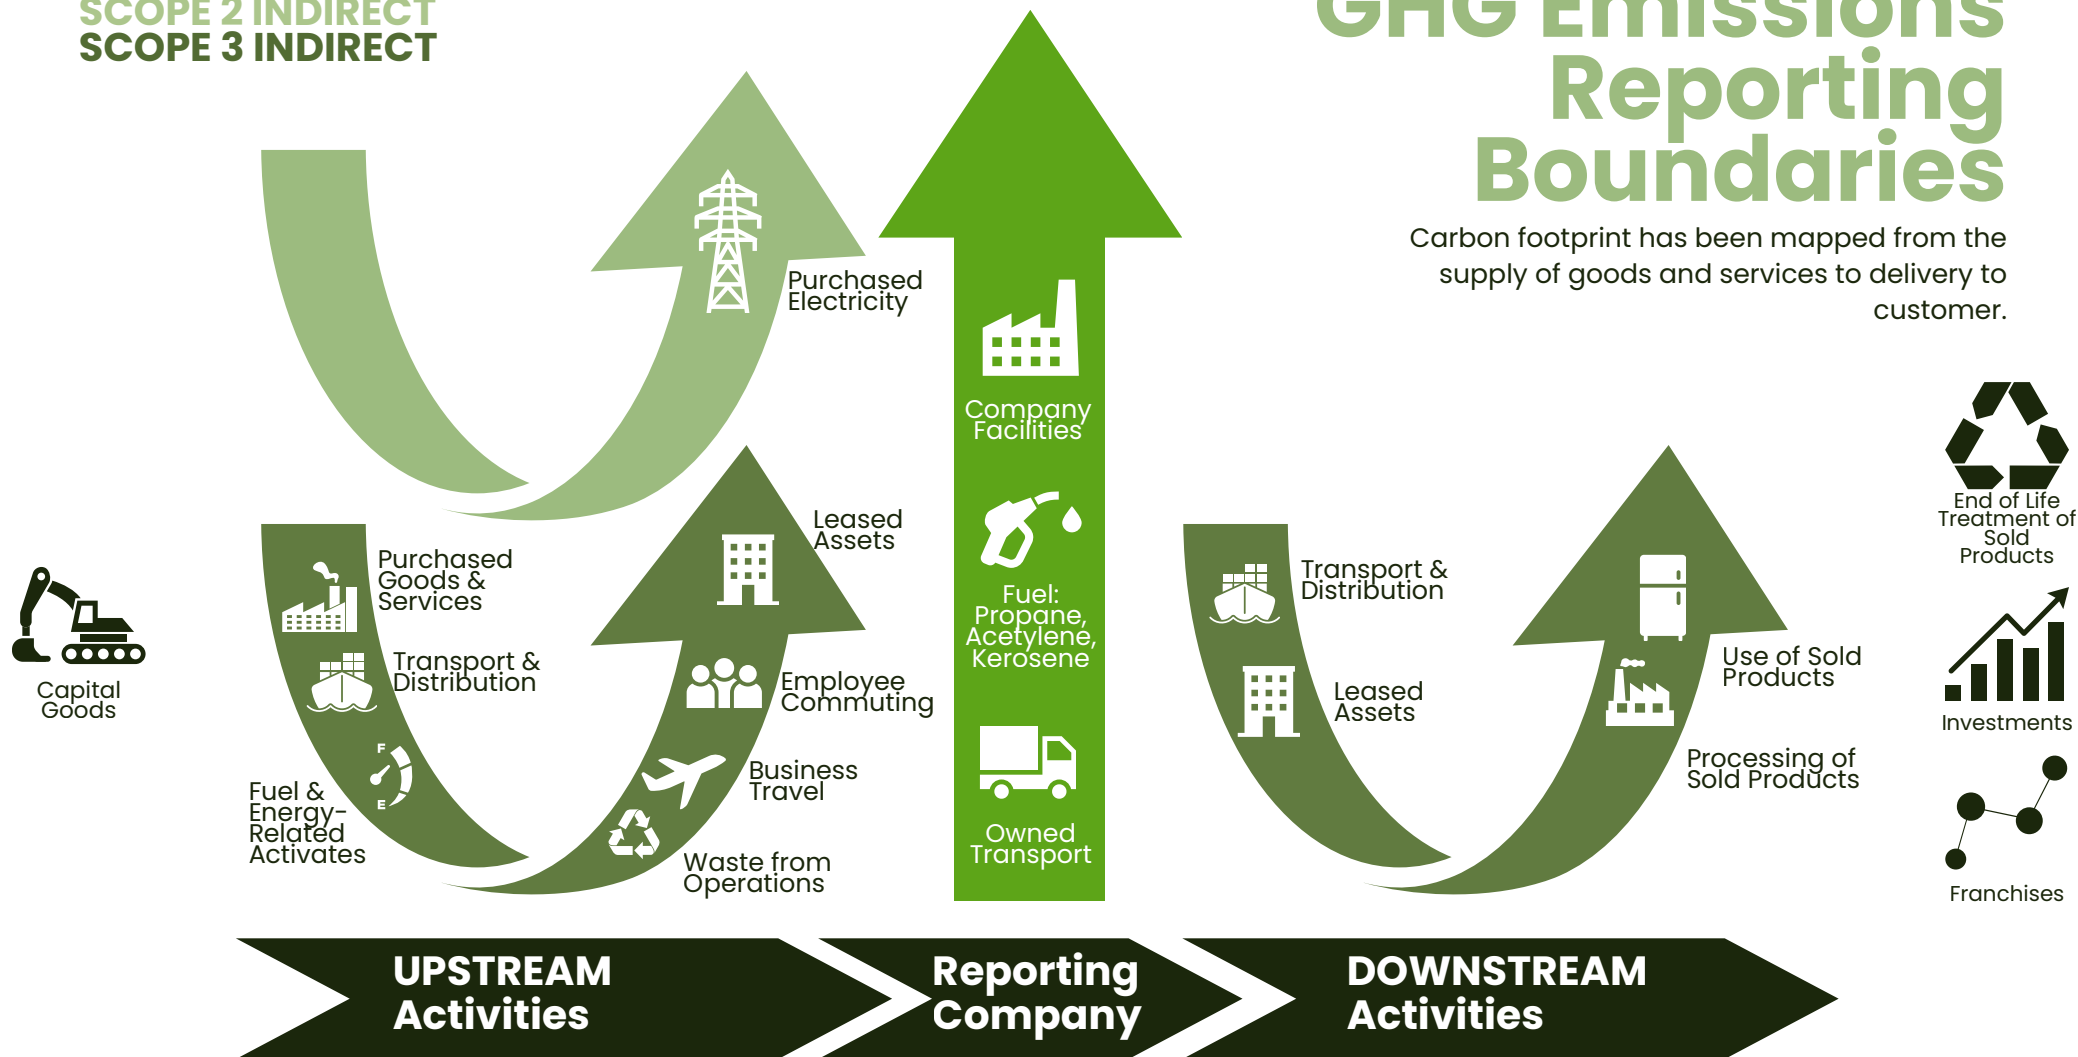 SCOPE 2 INDIRECT
SCOPE 3 INDIRECT
GHG Emissions
Reporting
Boundaries
Carbon footprint has been mapped from the
supply of goods and services to delivery to
customer.
Purchased
Electricity
Company
Facilities
Fuel:
Propane,
Acetylene,
Kerosene
Owned
Transport
Capital
Goods
Purchased
Goods &
Services
Transport &
Distribution
F
E
Fuel &
Energy-
Related
Activates
Leased
Assets
Employee
Commuting
Business
Travel
Waste from
Operations
Transport &
Distribution
Leased
Assets
Use of Sold
Products
Processing of
Sold Products
End of Life
Treatment of
Sold
Products
Investments
Franchises
UPSTREAM
Activities
Reporting
Company
DOWNSTREAM
Activities